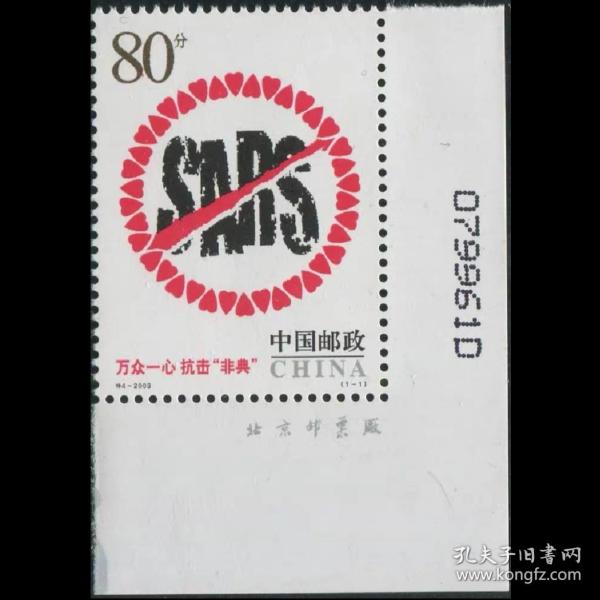 80分
SARS
中国邮政
万众一心 抗击“非典”
CHINA
特4-2003
(1-1)
北京邮票厂
0799610
孔夫子旧书网
www.kongfz.com